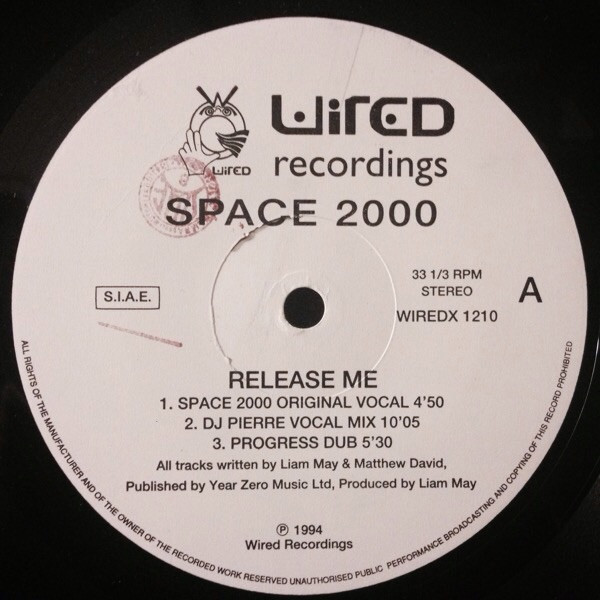 WIRED
recordings
WIRED
SPACE 2000
S.I.A.E.
33 1/3 RPM
STEREO
A
WIREDX 1210
RELEASE ME
1. SPACE 2000 ORIGINAL VOCAL 4'50
2. DJ PIERRE VOCAL MIX 10'05
3. PROGRESS DUB 5'30
All tracks written by Liam May & Matthew David,
Published by Year Zero Music Ltd, Produced by Liam May
℗ 1994
Wired Recordings
ALL RIGHTS OF THE MANUFACTURER AND OF THE OWNER OF THE RECORDED WORK RESERVED UNAUTHORISED PUBLIC PERFORMANCE BROADCASTING AND COPYING OF THIS RECORD PROHIBITED